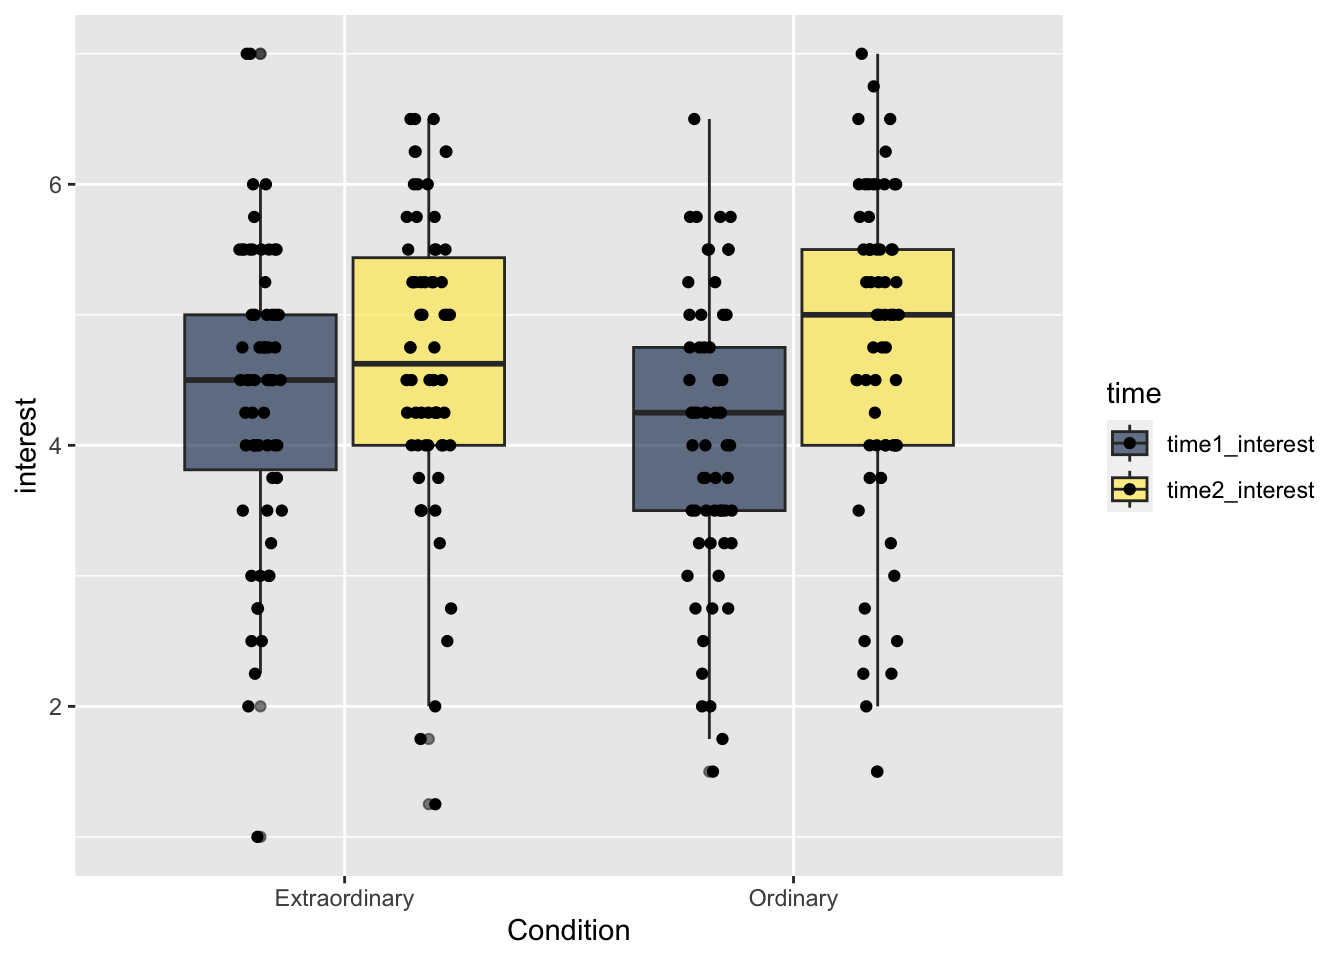 interest
6
4
2
Extraordinary
Ordinary
Condition
time
time1_interest
time2_interest